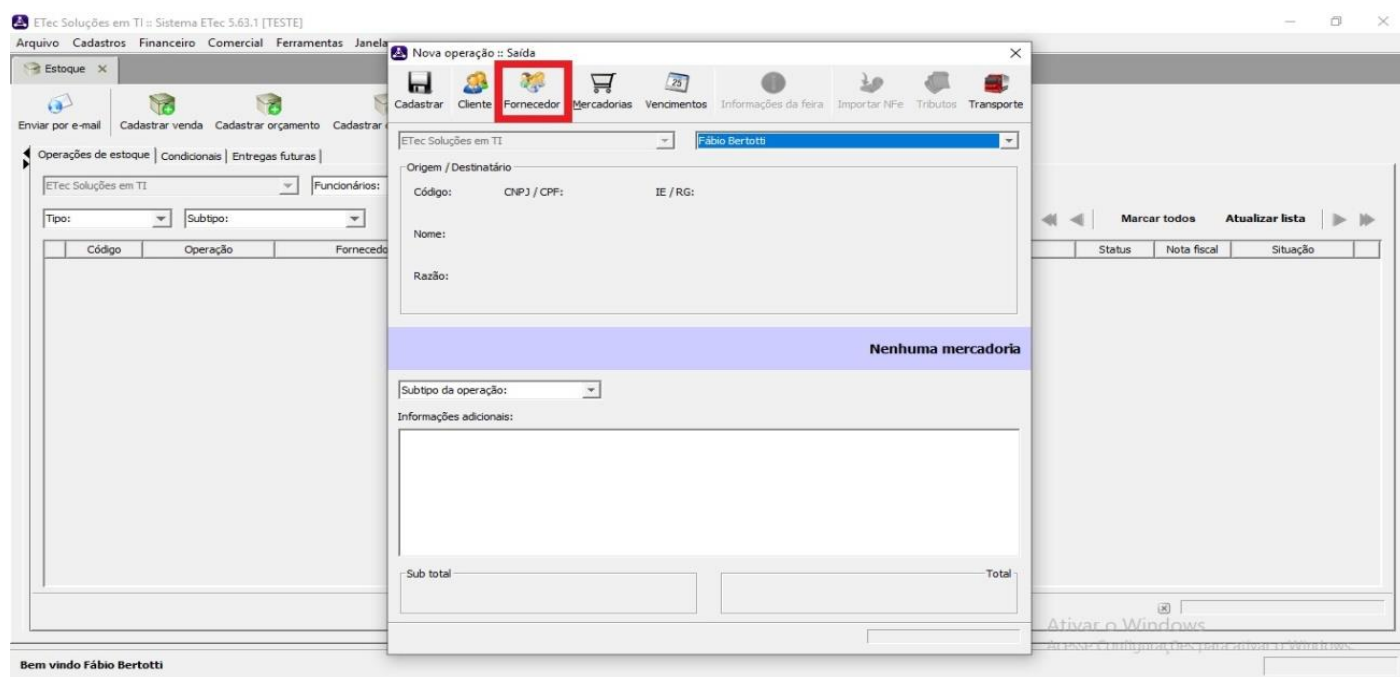 ETec Soluções em TI :: Sistema ETec 5.63.1 [TESTE]
Arquivo Cadastros Financeiro Comercial Ferramentas Janela
Estoque
Enviar por e-mail Cadastrar venda Cadastrar orçamento Cadastrar
Operações de estoque Condicionais Entregas futuras
ETec Soluções em TI Funcionários:
Tipo: Subtipo: Marcar todos Atualizar lista
Código Operação Fornecedo Status Nota fiscal Situação
Nova operação :: Saída
Cadastrar Cliente Fornecedor Mercadorias Vencimentos Informações da feira Importar NFe Tributos Transporte
ETec Soluções em TI Fábio Bertotti
Origem / Destinatário
Código: CNPJ / CPF: IE / RG:
Nome:
Razão:
Nenhuma mercadoria
Subtipo da operação:
Informações adicionais:
Sub total Total
Ativar o Windows
Acesse Configurações para ativar o Windows.
Bem vindo Fábio Bertotti